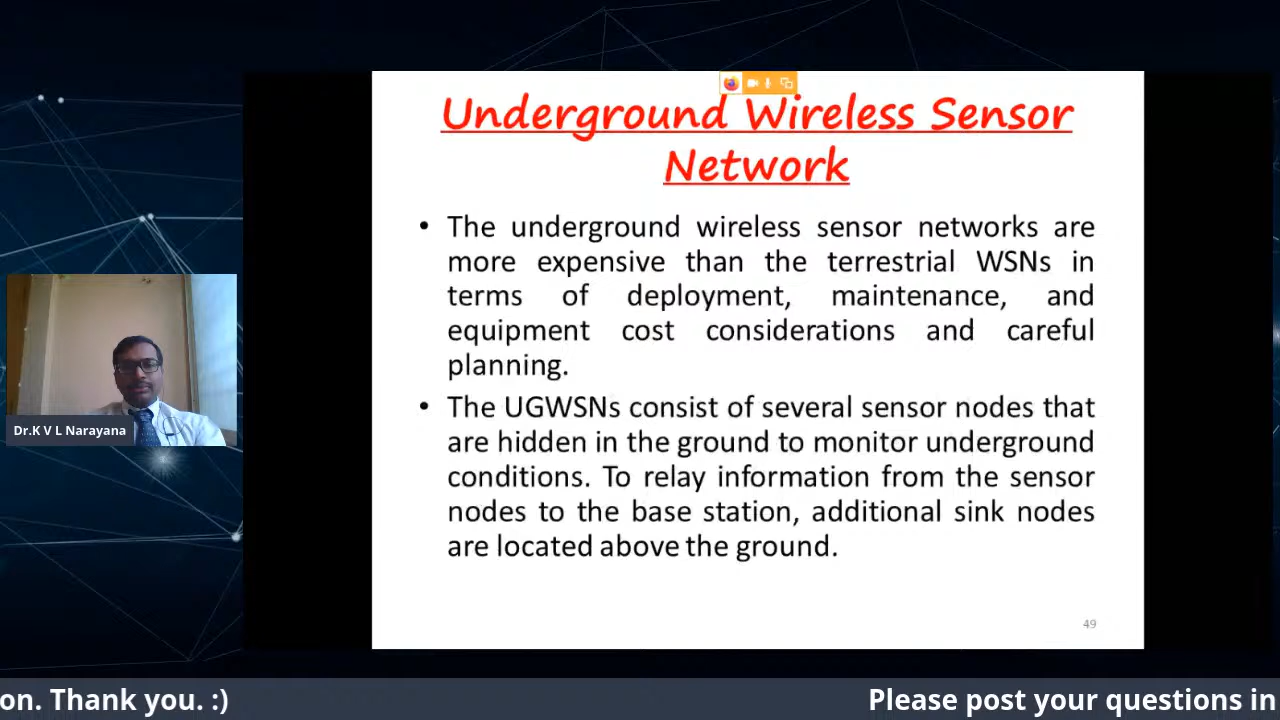 Underground Wireless Sensor
Network
• The underground wireless sensor networks are
more expensive than the terrestrial WSNs in
terms of deployment, maintenance, and
equipment cost considerations and careful
planning.
• The UGWSNs consist of several sensor nodes that
are hidden in the ground to monitor underground
conditions. To relay information from the sensor
nodes to the base station, additional sink nodes
are located above the ground.
49
Dr.K V L Narayana
on. Thank you. :)
Please post your questions in